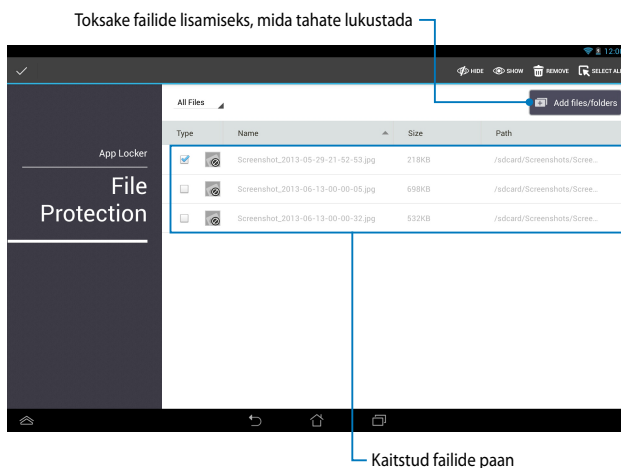 Toksake failide lisamiseks, mida tahate lukustada
12:00
HIDE SHOW REMOVE SELECT ALL
All Files
Add files/folders
Type Name Size Path
App Locker
File
Protection
Screenshot_2013-05-29-21-52-53.jpg 218KB /sdcard/Screenshots/Scree...
Screenshot_2013-06-13-00-00-05.jpg 698KB /sdcard/Screenshots/Scree...
Screenshot_2013-06-13-00-00-32.jpg 532KB /sdcard/Screenshots/Scree...
Kaitstud failide paan